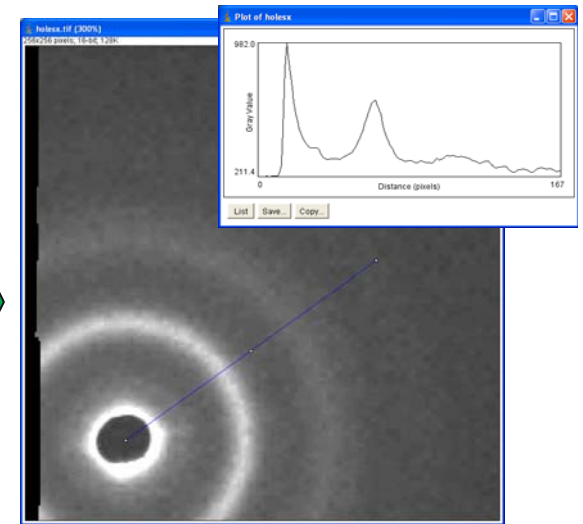 holesx.tif (300%)
256x256 pixels; 16-bit; 128K
Plot of holesx
982.0
Gray Value
211.4
0
Distance (pixels)
167
List
Save...
Copy...